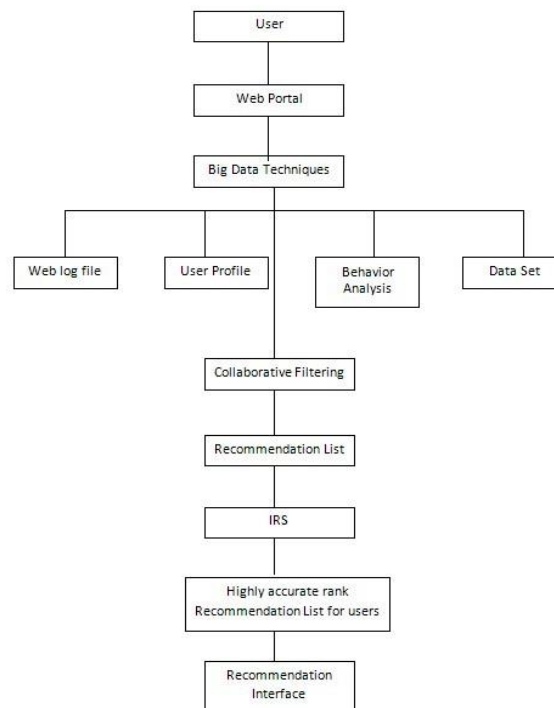 User
Web Portal
Big Data Techniques
Web log file
User Profile
Behavior
Analysis
Data Set
Collaborative Filtering
Recommendation List
IRS
Highly accurate rank
Recommendation List for users
Recommendation
Interface